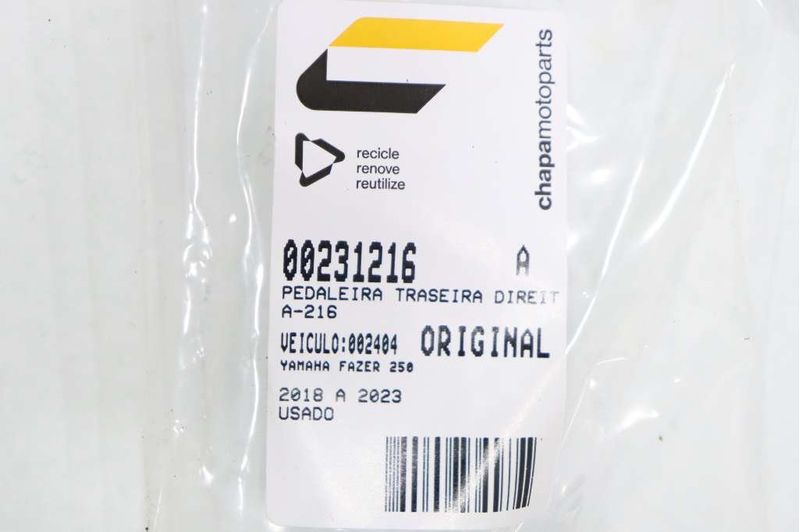 chapamotoparts
recicle
renove
reutilize
00231216 A
PEDALEIRA TRASEIRA DIREIT
A-216
VEICULO:002404 ORIGINAL
YAMAHA FAZER 250
2018 A 2023
USADO